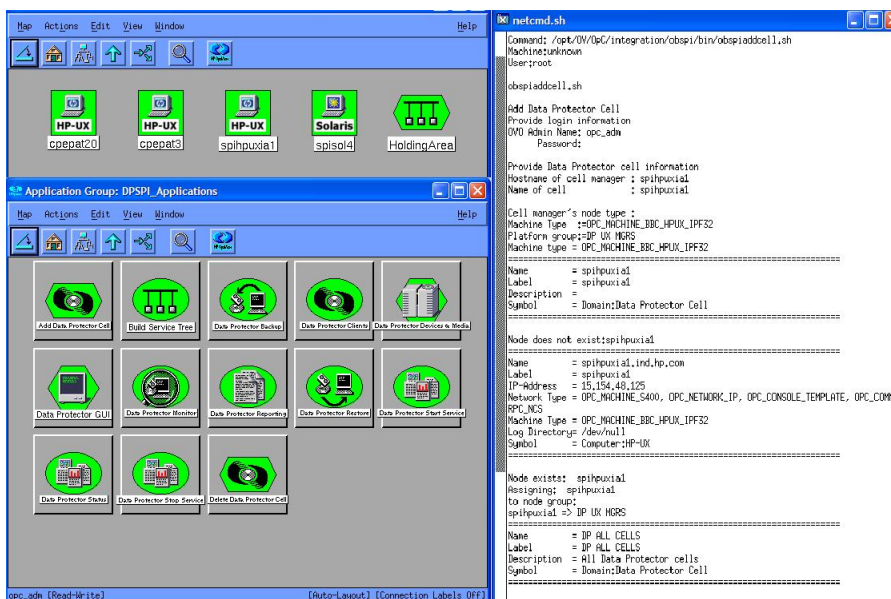 Map Actions Edit View Window Help
HP-UX
cpepat20
HP-UX
cpepat3
HP-UX
spihpuxia1
Solaris
spisol4
HoldingArea
Application Group: DPSPI_Applications
Map Actions Edit View Window Help
Add Data Protector Cell
Build Service Tree
Data Protector Backup
Data Protector Clients
Data Protector Devices & Media
Data Protector GUI
Data Protector Monitor
Data Protector Reporting
Data Protector Restore
Data Protector Start Service
Data Protector Status
Data Protector Stop Service
Delete Data Protector Cell
opc_adm [Read-Write] [Auto-Layout] [Connection Labels Off]
netcmd.sh
Command: /opt/OV/OpC/integration/obspi/bin/obspiaddcell.sh
Machine:unknown
User:root
obspiaddcell.sh
Add Data Protector Cell
Provide login information
OVO Admin Name: opc_adm
Password:
Provide Data Protector cell information
Hostname of cell manager : spihpuxia1
Name of cell : spihpuxia1
Cell manager's node type :
Machine Type :=OPC_MACHINE_BBC_HPUX_IPF32
Platform group:=DP UX MGRS
Machine type = OPC_MACHINE_BBC_HPUX_IPF32
================================================================
Name = spihpuxia1
Label = spihpuxia1
Description =
Symbol = Domain:Data Protector Cell
================================================================
Node does not exist:spihpuxia1
================================================================
Name = spihpuxia1.ind.hp.com
Label = spihpuxia1
IP-Address = 15.154.48.125
Network Type = OPC_MACHINE_S400, OPC_NETWORK_IP, OPC_CONSOLE_TEMPLATE, OPC_COMM
RPC_NCS
Machine Type = OPC_MACHINE_BBC_HPUX_IPF32
Log Directory= /dev/null
Symbol = Computer:HP-UX
================================================================
Node exists: spihpuxia1
Assigning: spihpuxia1
to node group:
spihpuxia1 => DP UX MGRS
================================================================
Name = DP ALL CELLS
Label = DP ALL CELLS
Description = All Data Protector cells
Symbol = Domain:Data Protector Cell
================================================================